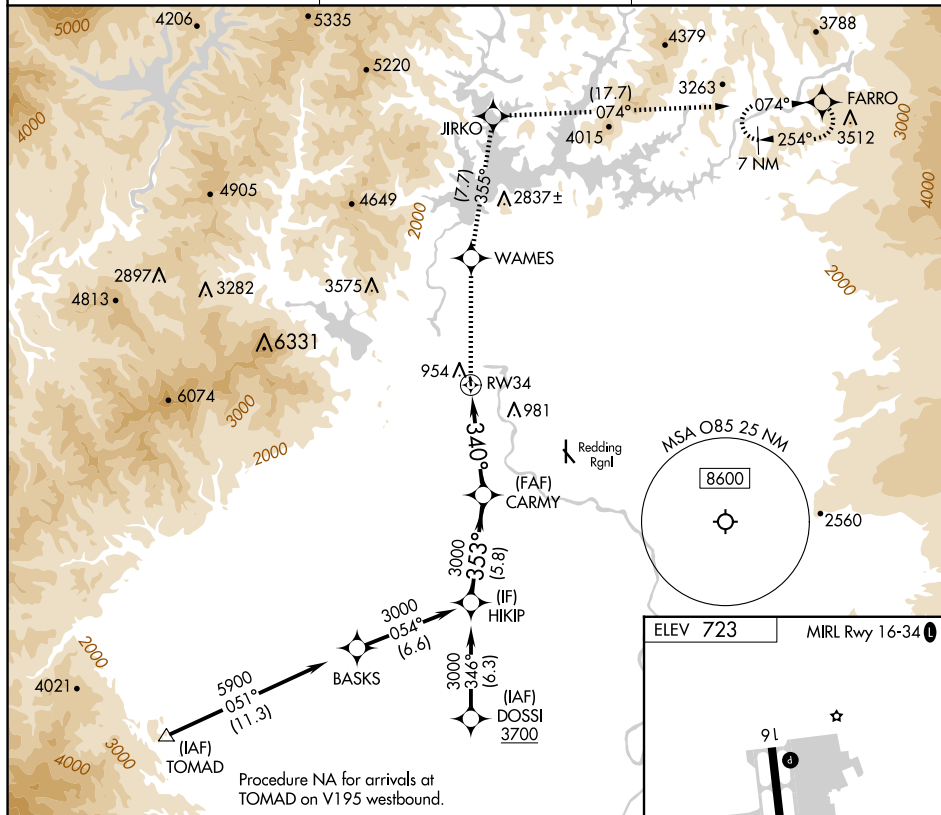 5000
4206
5335
5220
4379
3788
3263
(17.7)
074°
4015
JIRKO
074°
FARRO
254°
3512
7 NM
3000
4000
4000
4905
4649
2000
(7.7)
355°
2837±
WAMES
2897
3282
4813
3575
6331
2000
954
RW34
6074
3000
2000
981
340°
Redding
Rgnl
MSA O85 25 NM
8600
(FAF)
CARMY
2560
3000
353°
(5.8)
(IF)
HIKIP
3000
054°
(6.6)
BASKS
3000
346°
(6.3)
(IAF)
DOSSI
3700
5900
051°
(11.3)
(IAF)
TOMAD
2000
4021
3000
4000
Procedure NA for arrivals at
TOMAD on V195 westbound.
ELEV 723
MIRL Rwy 16-34 L
16
P